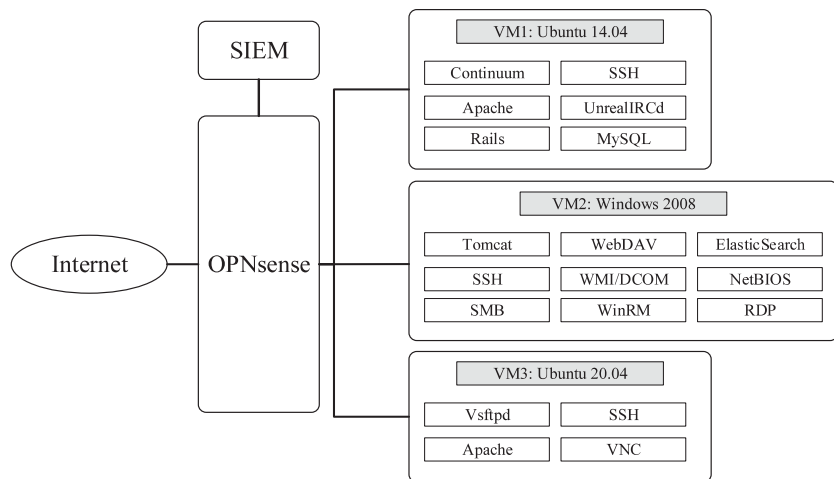 SIEM
OPNsense
Internet
VM1: Ubuntu 14.04
Continuum SSH
Apache UnrealIRCd
Rails MySQL
VM2: Windows 2008
Tomcat WebDAV ElasticSearch
SSH WMI/DCOM NetBIOS
SMB WinRM RDP
VM3: Ubuntu 20.04
Vsftpd SSH
Apache VNC